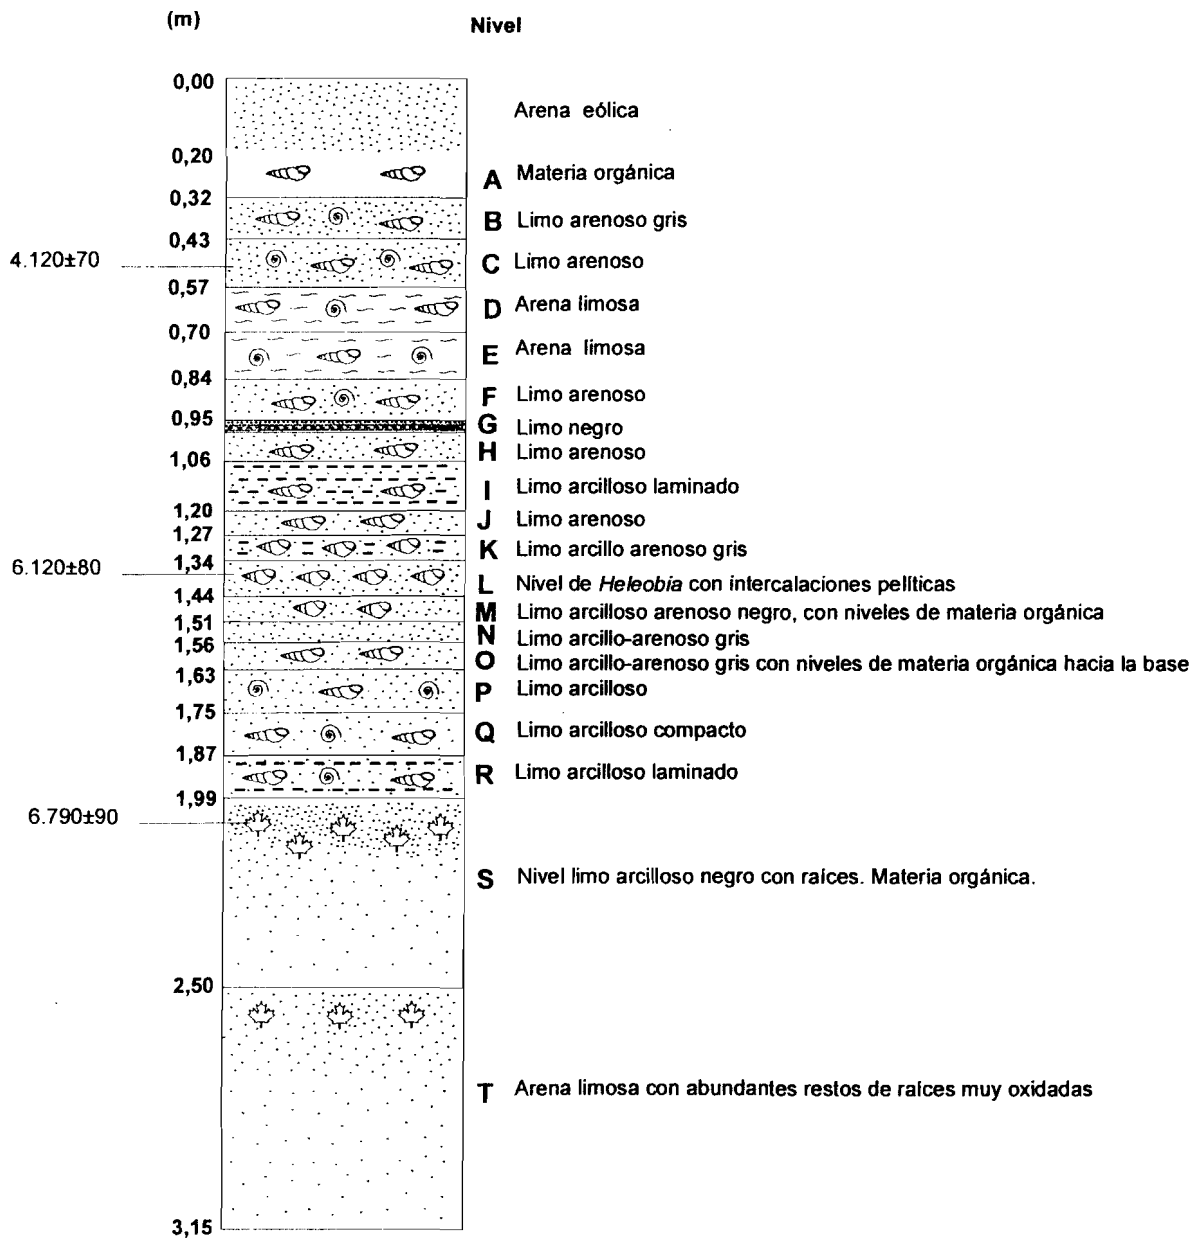 (m) Nivel
0,00
Arena eólica
0,20
A Materia orgánica
0,32
B Limo arenoso gris
0,43
4.120±70 C Limo arenoso
0,57
D Arena limosa
0,70
E Arena limosa
0,84
F Limo arenoso
0,95
G Limo negro
H Limo arenoso
1,06
I Limo arcilloso laminado
1,20
J Limo arenoso
1,27
K Limo arcillo arenoso gris
1,34
6.120±80 L Nivel de Heleobia con intercalaciones pelíticas
1,44
M Limo arcilloso arenoso negro, con niveles de materia orgánica
1,51
N Limo arcillo-arenoso gris
1,56
O Limo arcillo-arenoso gris con niveles de materia orgánica hacia la base
1,63
P Limo arcilloso
1,75
Q Limo arcilloso compacto
1,87
R Limo arcilloso laminado
1,99
6.790±90
S Nivel limo arcilloso negro con raíces. Materia orgánica.
2,50
T Arena limosa con abundantes restos de raíces muy oxidadas
3,15